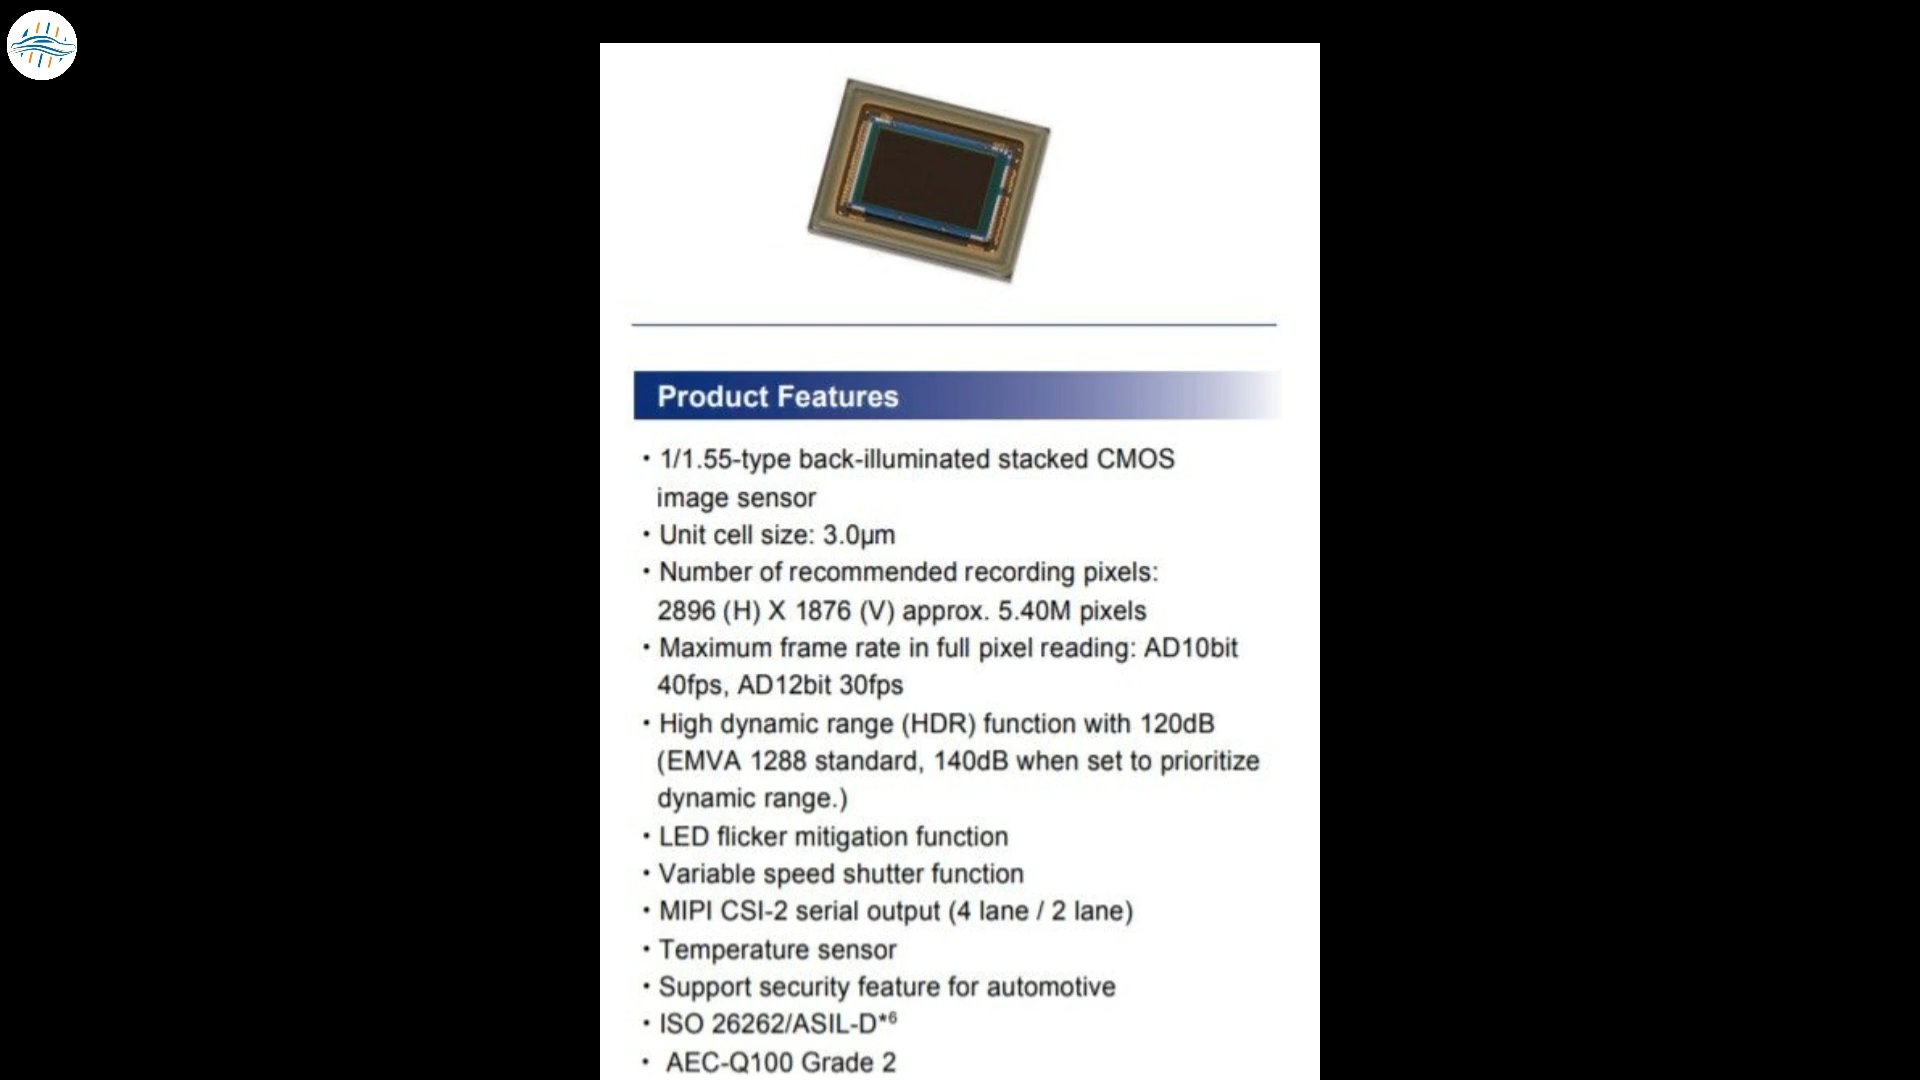 Product Features
・1/1.55-type back-illuminated stacked CMOS
image sensor
・Unit cell size: 3.0μm
・Number of recommended recording pixels:
2896 (H) X 1876 (V) approx. 5.40M pixels
・Maximum frame rate in full pixel reading: AD10bit
40fps, AD12bit 30fps
・High dynamic range (HDR) function with 120dB
(EMVA 1288 standard, 140dB when set to prioritize
dynamic range.)
・LED flicker mitigation function
・Variable speed shutter function
・MIPI CSI-2 serial output (4 lane / 2 lane)
・Temperature sensor
・Support security feature for automotive
・ISO 26262/ASIL-D*⁶
・ AEC-Q100 Grade 2